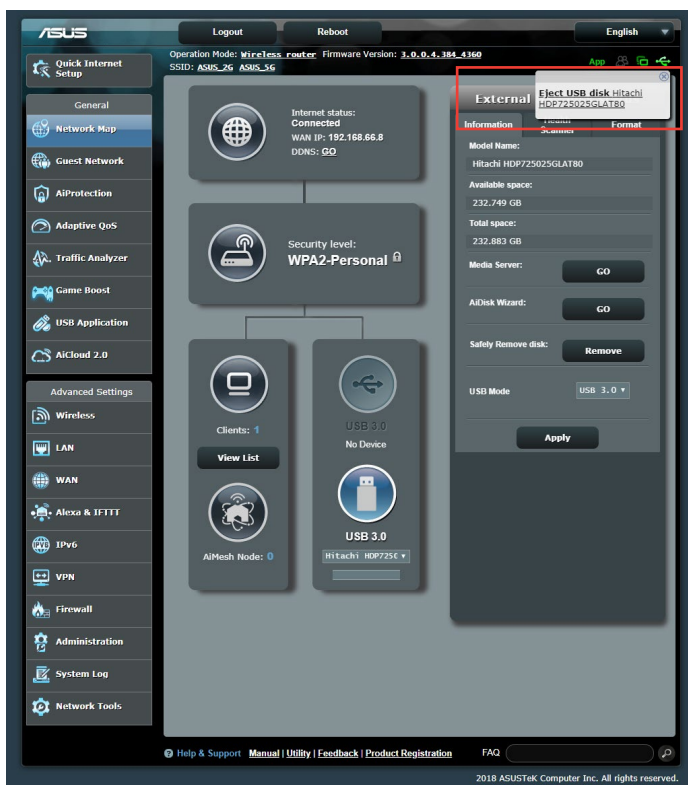 ASUS
Logout
Reboot
English
Quick Internet
Setup
Operation Mode: Wireless router Firmware Version: 3.0.0.4.384_4360
SSID: ASUS_2G ASUS_5G
App
General
Network Map
Guest Network
AiProtection
Adaptive QoS
Traffic Analyzer
Game Boost
USB Application
AiCloud 2.0
Advanced Settings
Wireless
LAN
WAN
Alexa & IFTTT
IPv6
VPN
Firewall
Administration
System Log
Network Tools
Internet status:
Connected
WAN IP: 192.168.66.8
DDNS: GO
Security level:
WPA2-Personal
Clients: 1
View List
AiMesh Node: 0
USB 3.0
No Device
USB 3.0
Hitachi HDP725
External
Eject USB disk Hitachi
HDP725025GLAT80
Information
Health
Scanner
Format
Model Name:
Hitachi HDP725025GLAT80
Available space:
232.749 GB
Total space:
232.883 GB
Media Server:
GO
AiDisk Wizard:
GO
Safely Remove disk:
Remove
USB Mode
USB 3.0
Apply
Help & Support Manual | Utility | Feedback | Product Registration
FAQ
2018 ASUSTeK Computer Inc. All rights reserved.